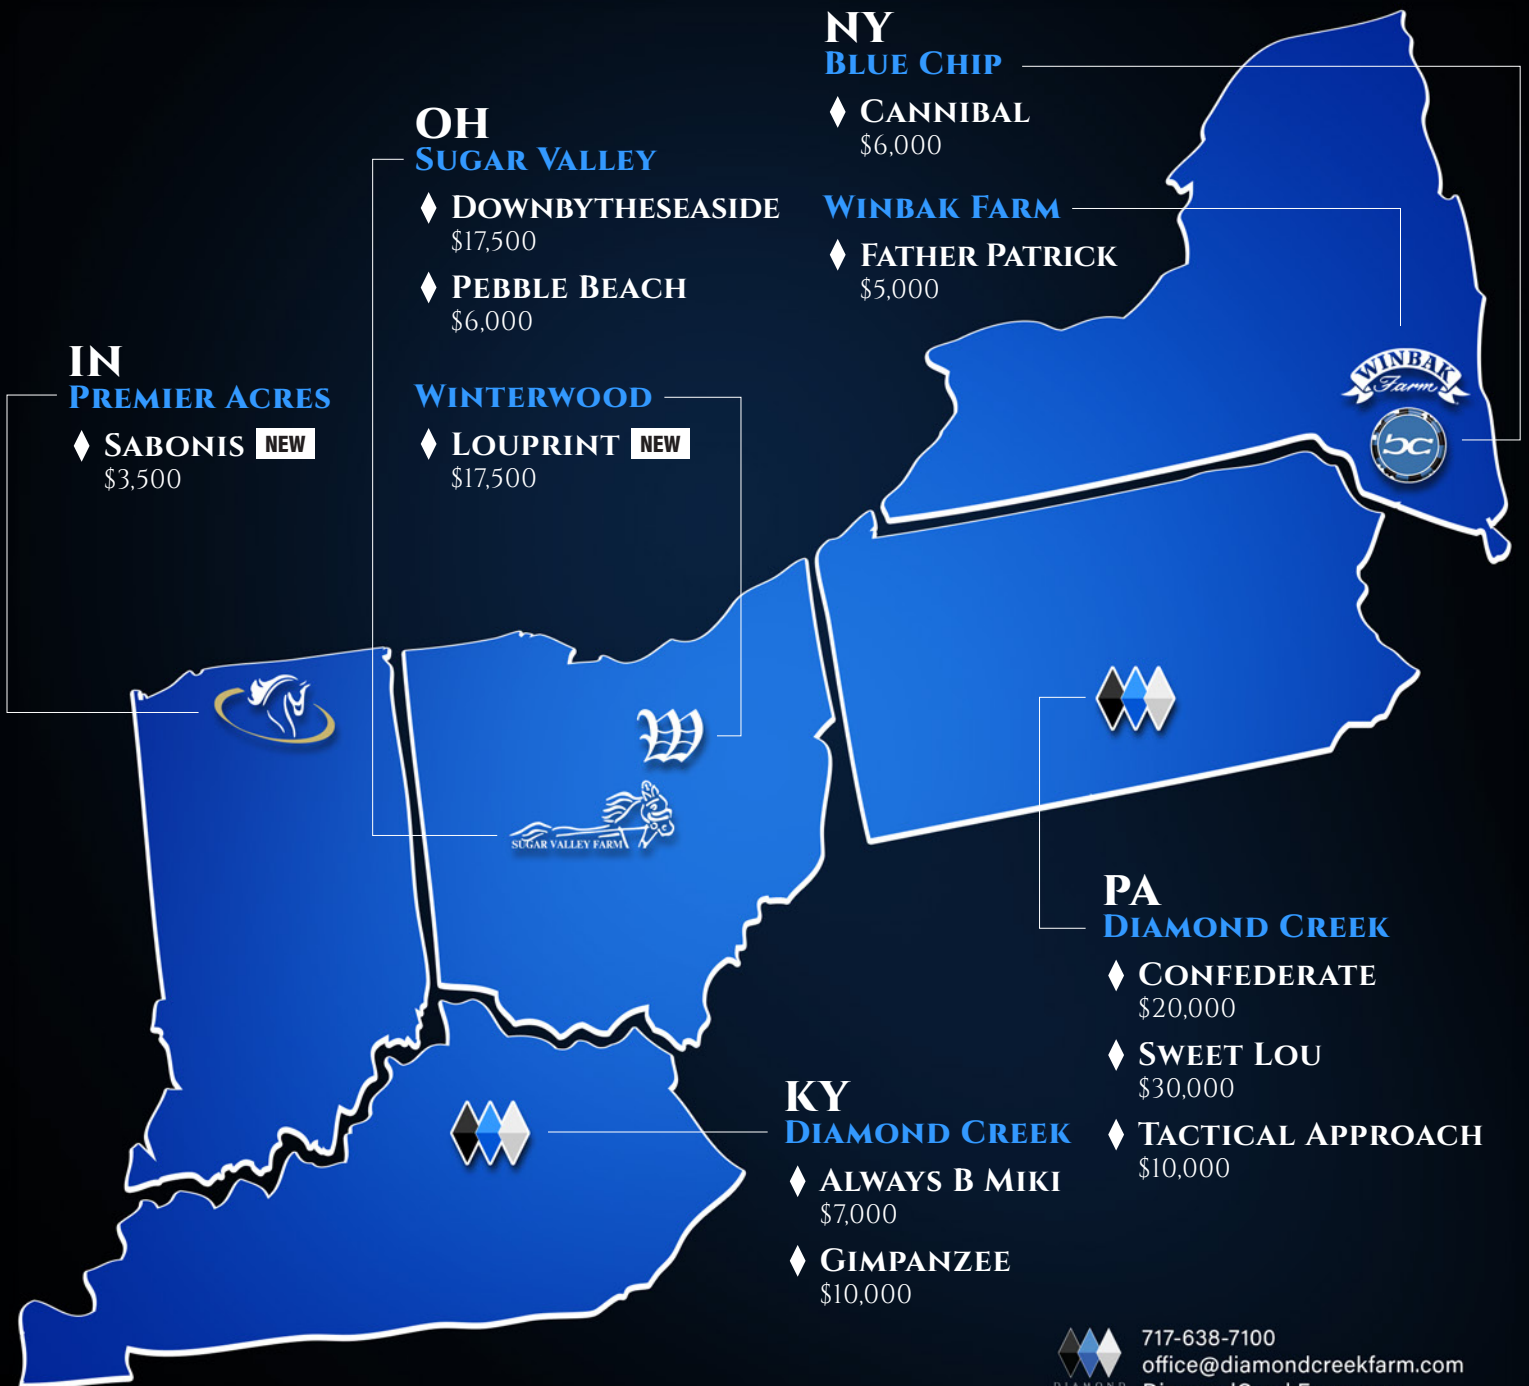 NY
BLUE CHIP
CANNIBAL
$6,000
WINBAK FARM
FATHER PATRICK
$5,000
OH
SUGAR VALLEY
DOWNBYTHESEASIDE
$17,500
PEBBLE BEACH
$6,000
WINTERWOOD
LOUPRINT NEW
$17,500
IN
PREMIER ACRES
SABONIS NEW
$3,500
WINBAK
Farm
bc
W
SUGAR VALLEY FARM
PA
DIAMOND CREEK
CONFEDERATE
$20,000
SWEET LOU
$30,000
TACTICAL APPROACH
$10,000
KY
DIAMOND CREEK
ALWAYS B MIKI
$7,000
GIMPANZEE
$10,000
717-638-7100
office@diamondcreekfarm.com
DIAMOND